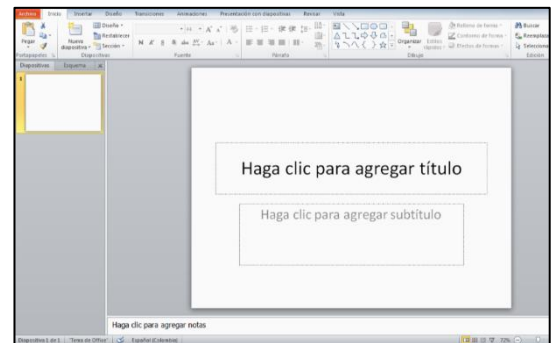 Archivo Inicio Insertar Diseño Transiciones Animaciones Presentación con diapositivas Revisar Vista
Pegar
Nueva diapositiva
Diseño
Restablecer
Sección
N K S
Organizar
Estilos rápidos
Relleno de forma
Contorno de forma
Efectos de formas
Buscar
Reemplazar
Seleccionar
Portapapeles Diapositivas Fuente Párrafo Dibujo Edición
Diapositivas Esquema
1
Haga clic para agregar título
Haga clic para agregar subtítulo
Haga clic para agregar notas
Diapositiva 1 de 1 "Tema de Office" Español (Colombia) 72%